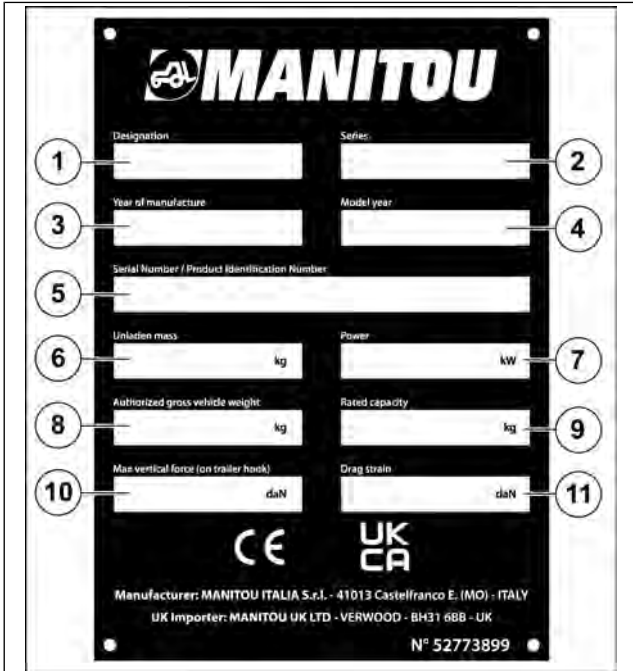 MANITOU
Designation Series
1 2
Year of manufacture Model year
3 4
Serial Number / Product Identification Number
5
Unladen mass Power
6 kg kW 7
Authorized gross vehicle weight Rated capacity
8 kg kg 9
Max vertical force (on trailer hook) Drag strain
10 daN daN 11
CE UK CA
Manufacturer: MANITOU ITALIA S.r.l. - 41013 Castelfranco E. (MO) - ITALY
UK Importer: MANITOU UK LTD - VERWOOD - BH31 6BB - UK
N° 52773899